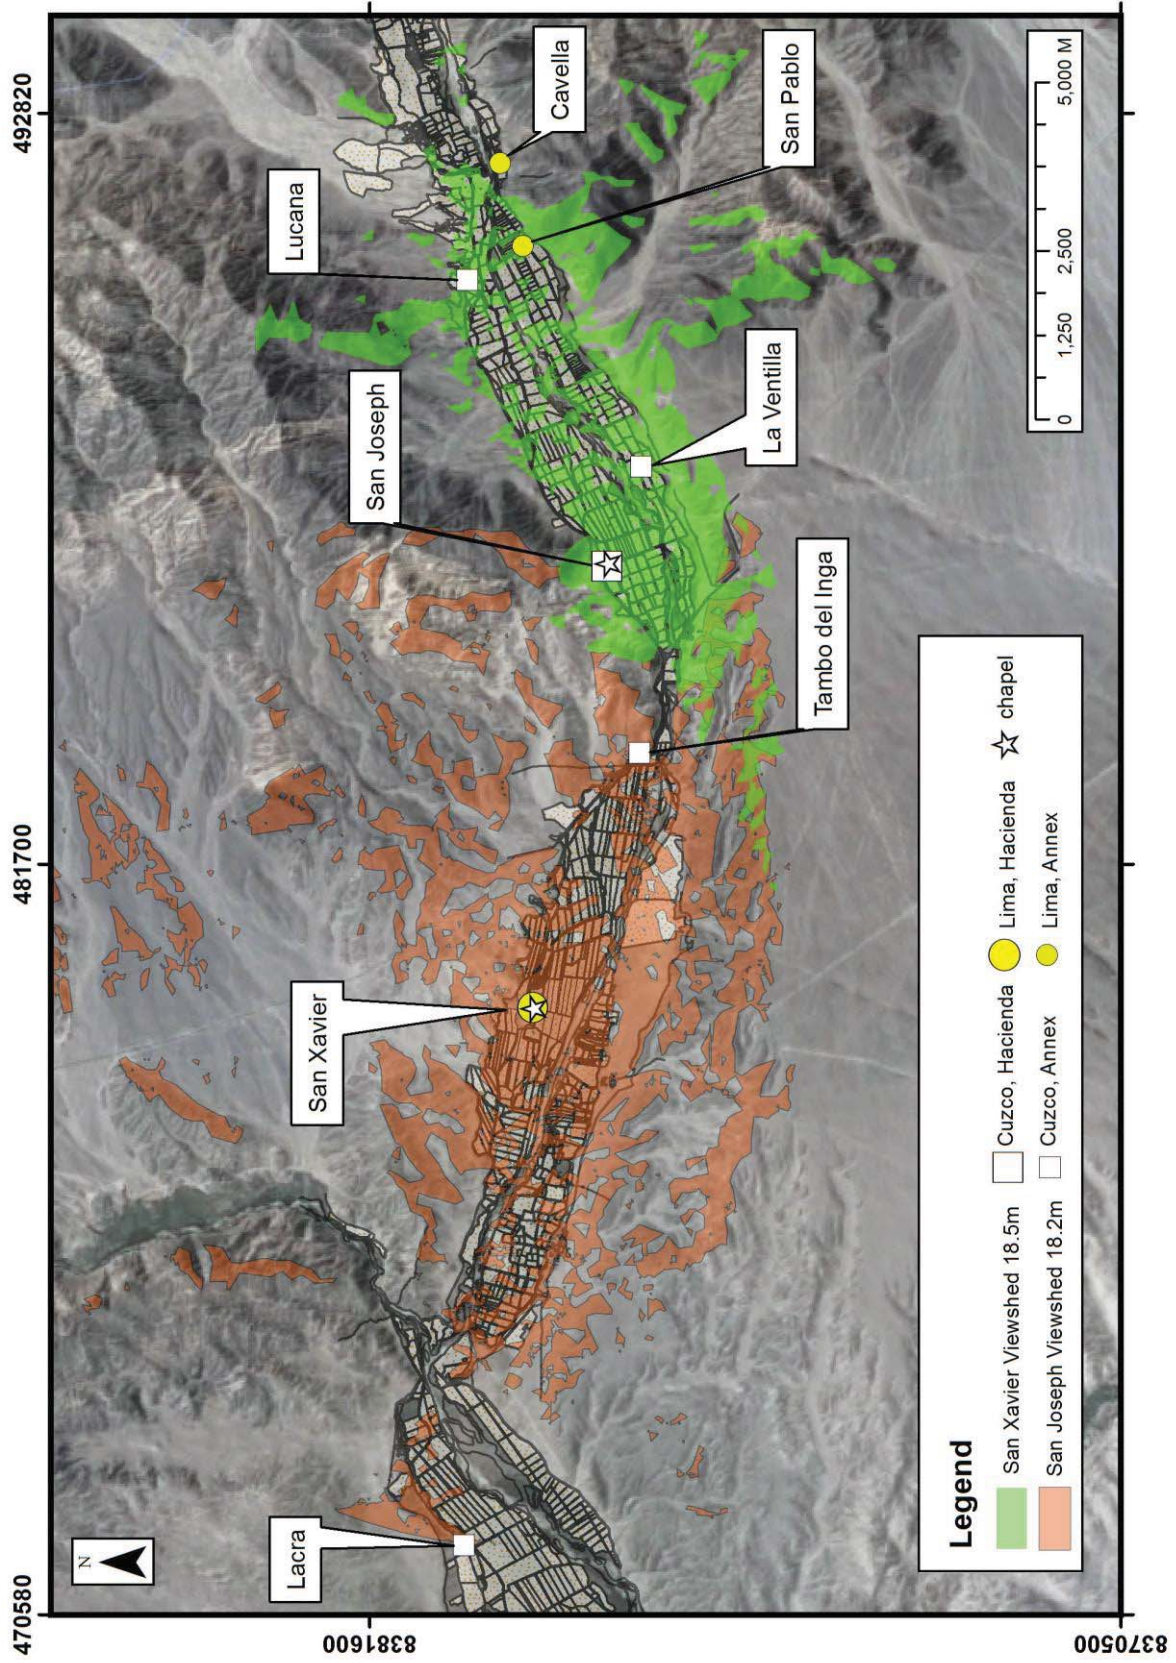 470580
481700
492820
8381600
8370500
N
Lacra
San Xavier
San Joseph
Lucana
Cavella
San Pablo
La Ventilla
Tambo del Inga
Legend
San Xavier Viewshed 18.5m
San Joseph Viewshed 18.2m
Cuzco, Hacienda
Cuzco, Annex
Lima, Hacienda
Lima, Annex
chapel
0 1,250 2,500 5,000 M